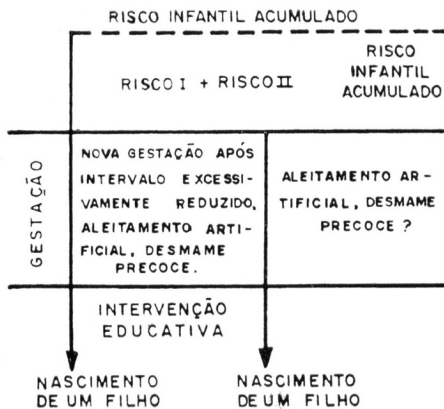 RISCO INFANTIL ACUMULADO
RISCO I + RISCO II
RISCO
INFANTIL
ACUMULADO
GESTAÇÃO
NOVA GESTAÇÃO APÓS
INTERVALO EXCESSI-
VAMENTE REDUZIDO,
ALEITAMENTO ARTI-
FICIAL, DESMAME
PRECOCE.
ALEITAMENTO AR-
TIFICIAL, DESMAME
PRECOCE ?
INTERVENÇÃO
EDUCATIVA
NASCIMENTO
DE UM FILHO
NASCIMENTO
DE UM FILHO